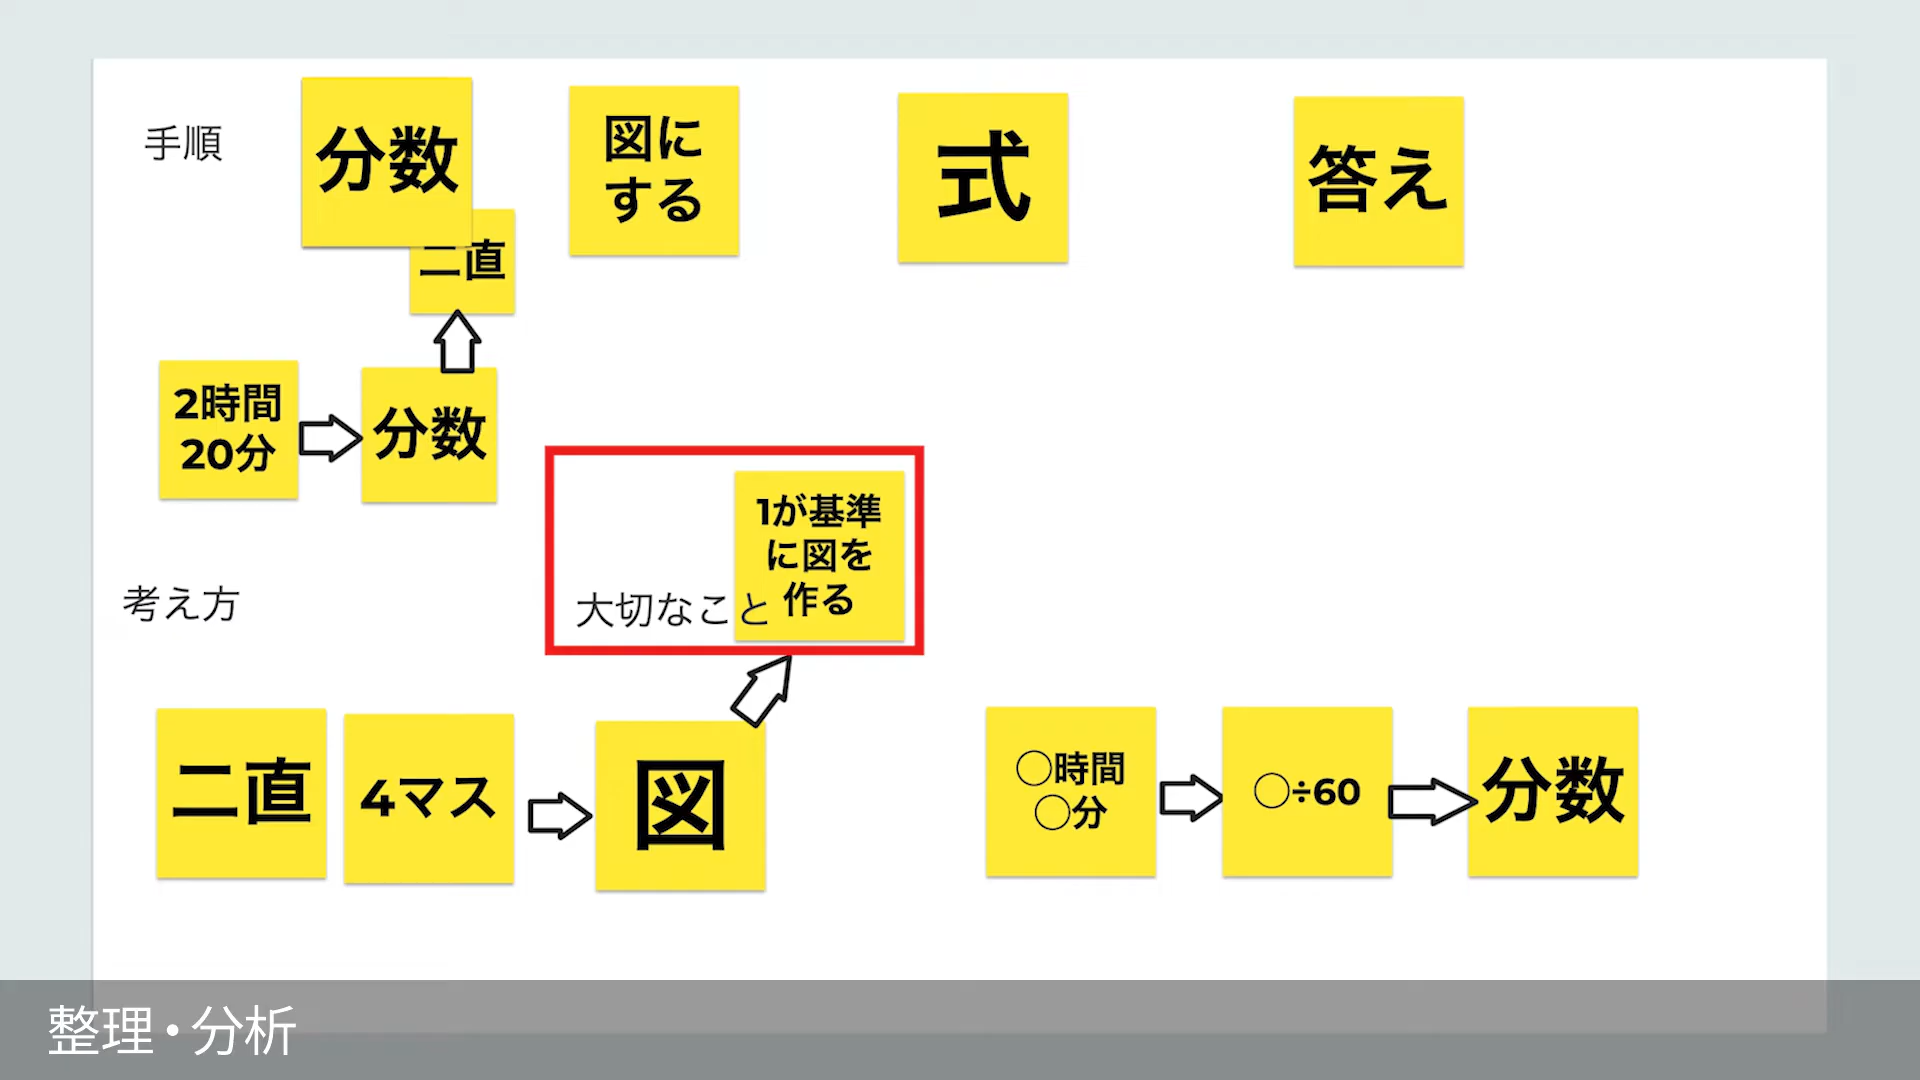 手順
分数
図に
する
式
答え
二直
2時間
20分
分数
1が基準
に図を
作る
大切なこと
考え方
二直
4マス
図
○時間
○分
○÷60
分数
整理・分析